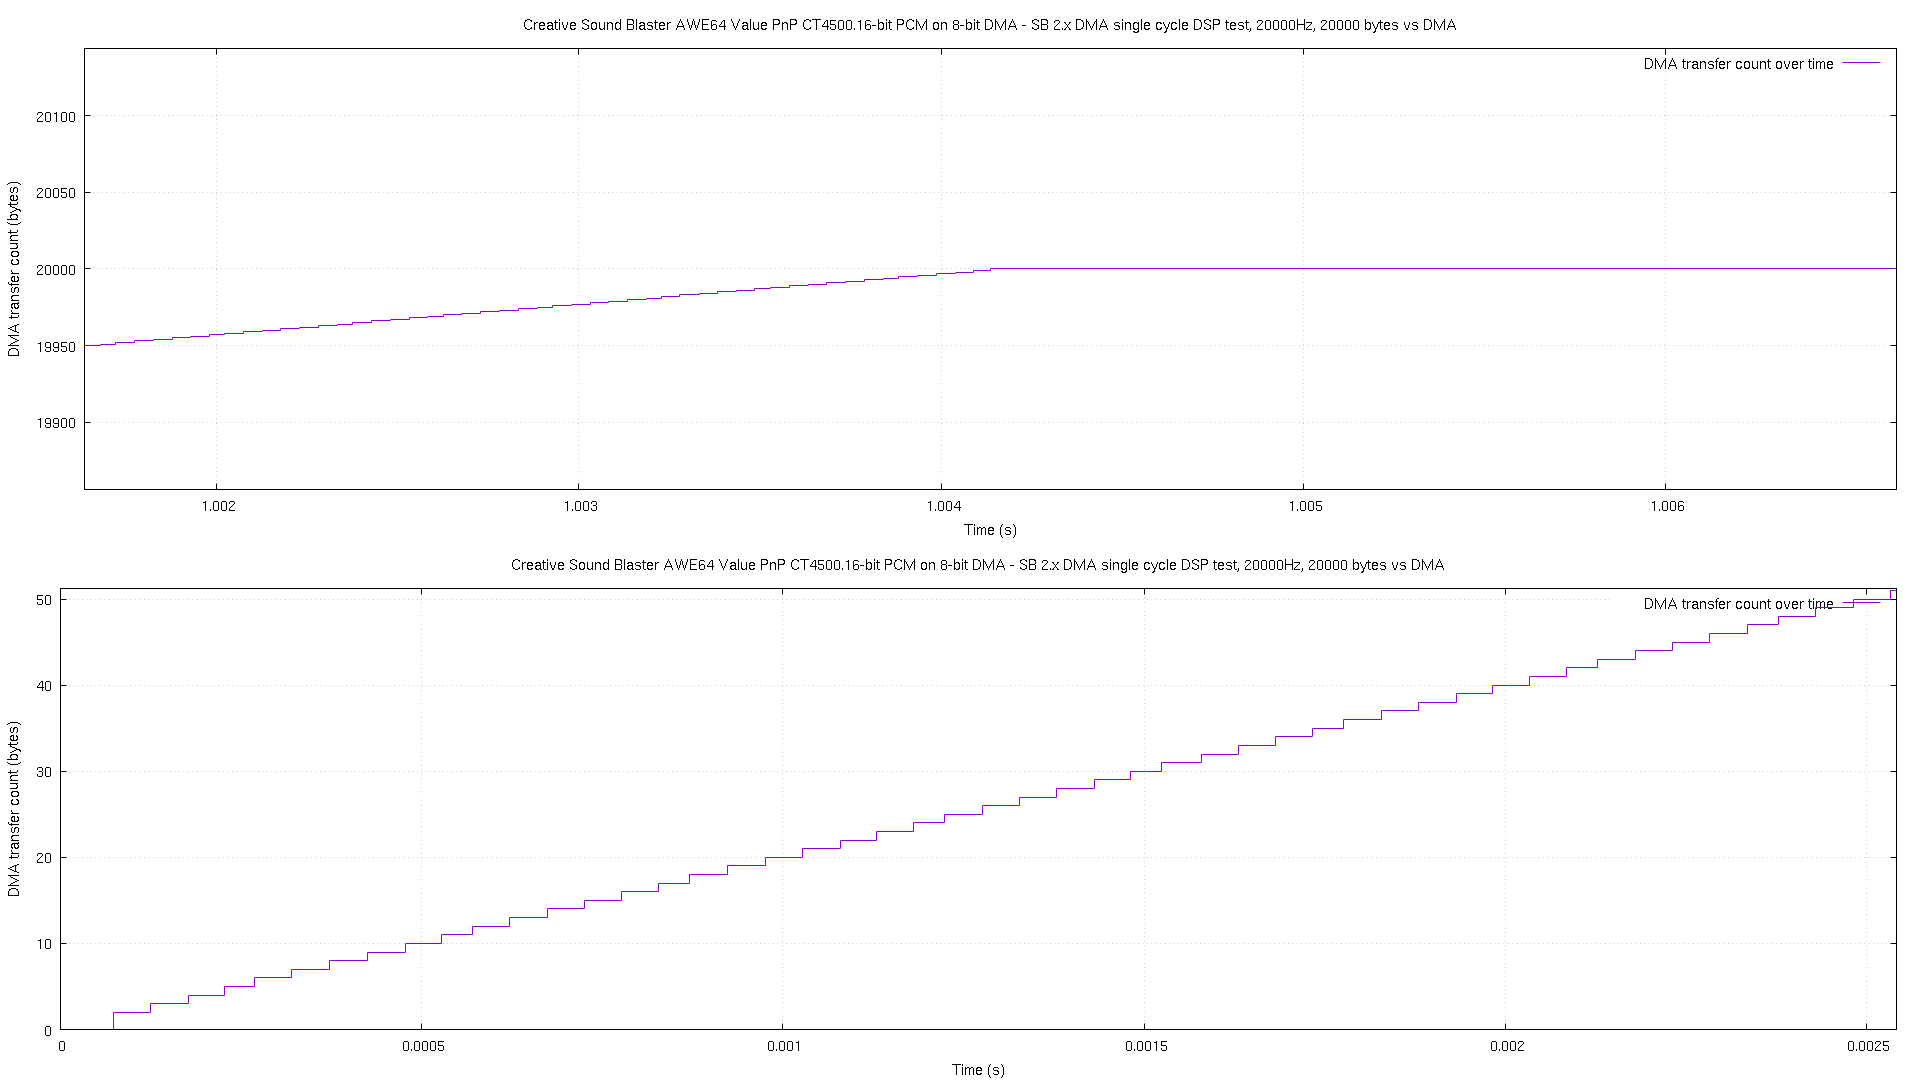 Creative Sound Blaster AWE64 Value PnP CT4500.16-bit PCM on 8-bit DMA - SB 2.x DMA single cycle DSP test, 20000Hz, 20000 bytes vs DMA
DMA transfer count over time
20100
20050
20000
19950
19900
DMA transfer count (bytes)
1.002 1.003 1.004 1.005 1.006
Time (s)
Creative Sound Blaster AWE64 Value PnP CT4500.16-bit PCM on 8-bit DMA - SB 2.x DMA single cycle DSP test, 20000Hz, 20000 bytes vs DMA
DMA transfer count over time
50
40
30
20
10
0
DMA transfer count (bytes)
0 0.0005 0.001 0.0015 0.002 0.0025
Time (s)